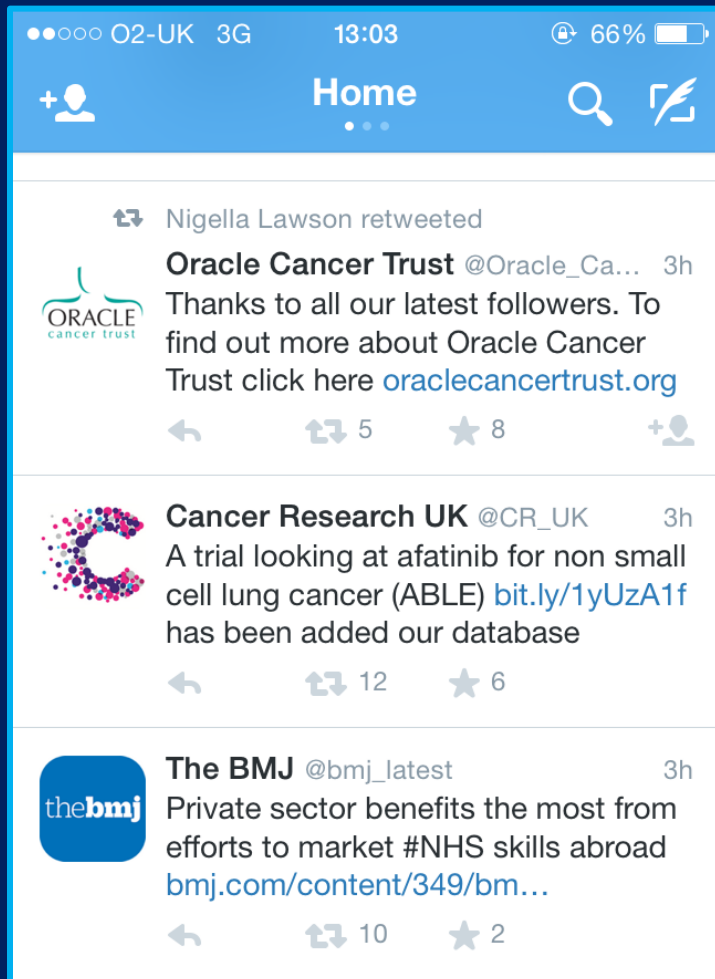 O2-UK 3G 13:03 66%
Home
Nigella Lawson retweeted
Oracle Cancer Trust @Oracle_Ca... 3h
ORACLE
cancer trust
Thanks to all our latest followers. To
find out more about Oracle Cancer
Trust click here oraclecancertrust.org
5 8
Cancer Research UK @CR_UK 3h
A trial looking at afatinib for non small
cell lung cancer (ABLE) bit.ly/1yUzA1f
has been added our database
12 6
The BMJ @bmj_latest 3h
thebmj
Private sector benefits the most from
efforts to market #NHS skills abroad
bmj.com/content/349/bm...
10 2